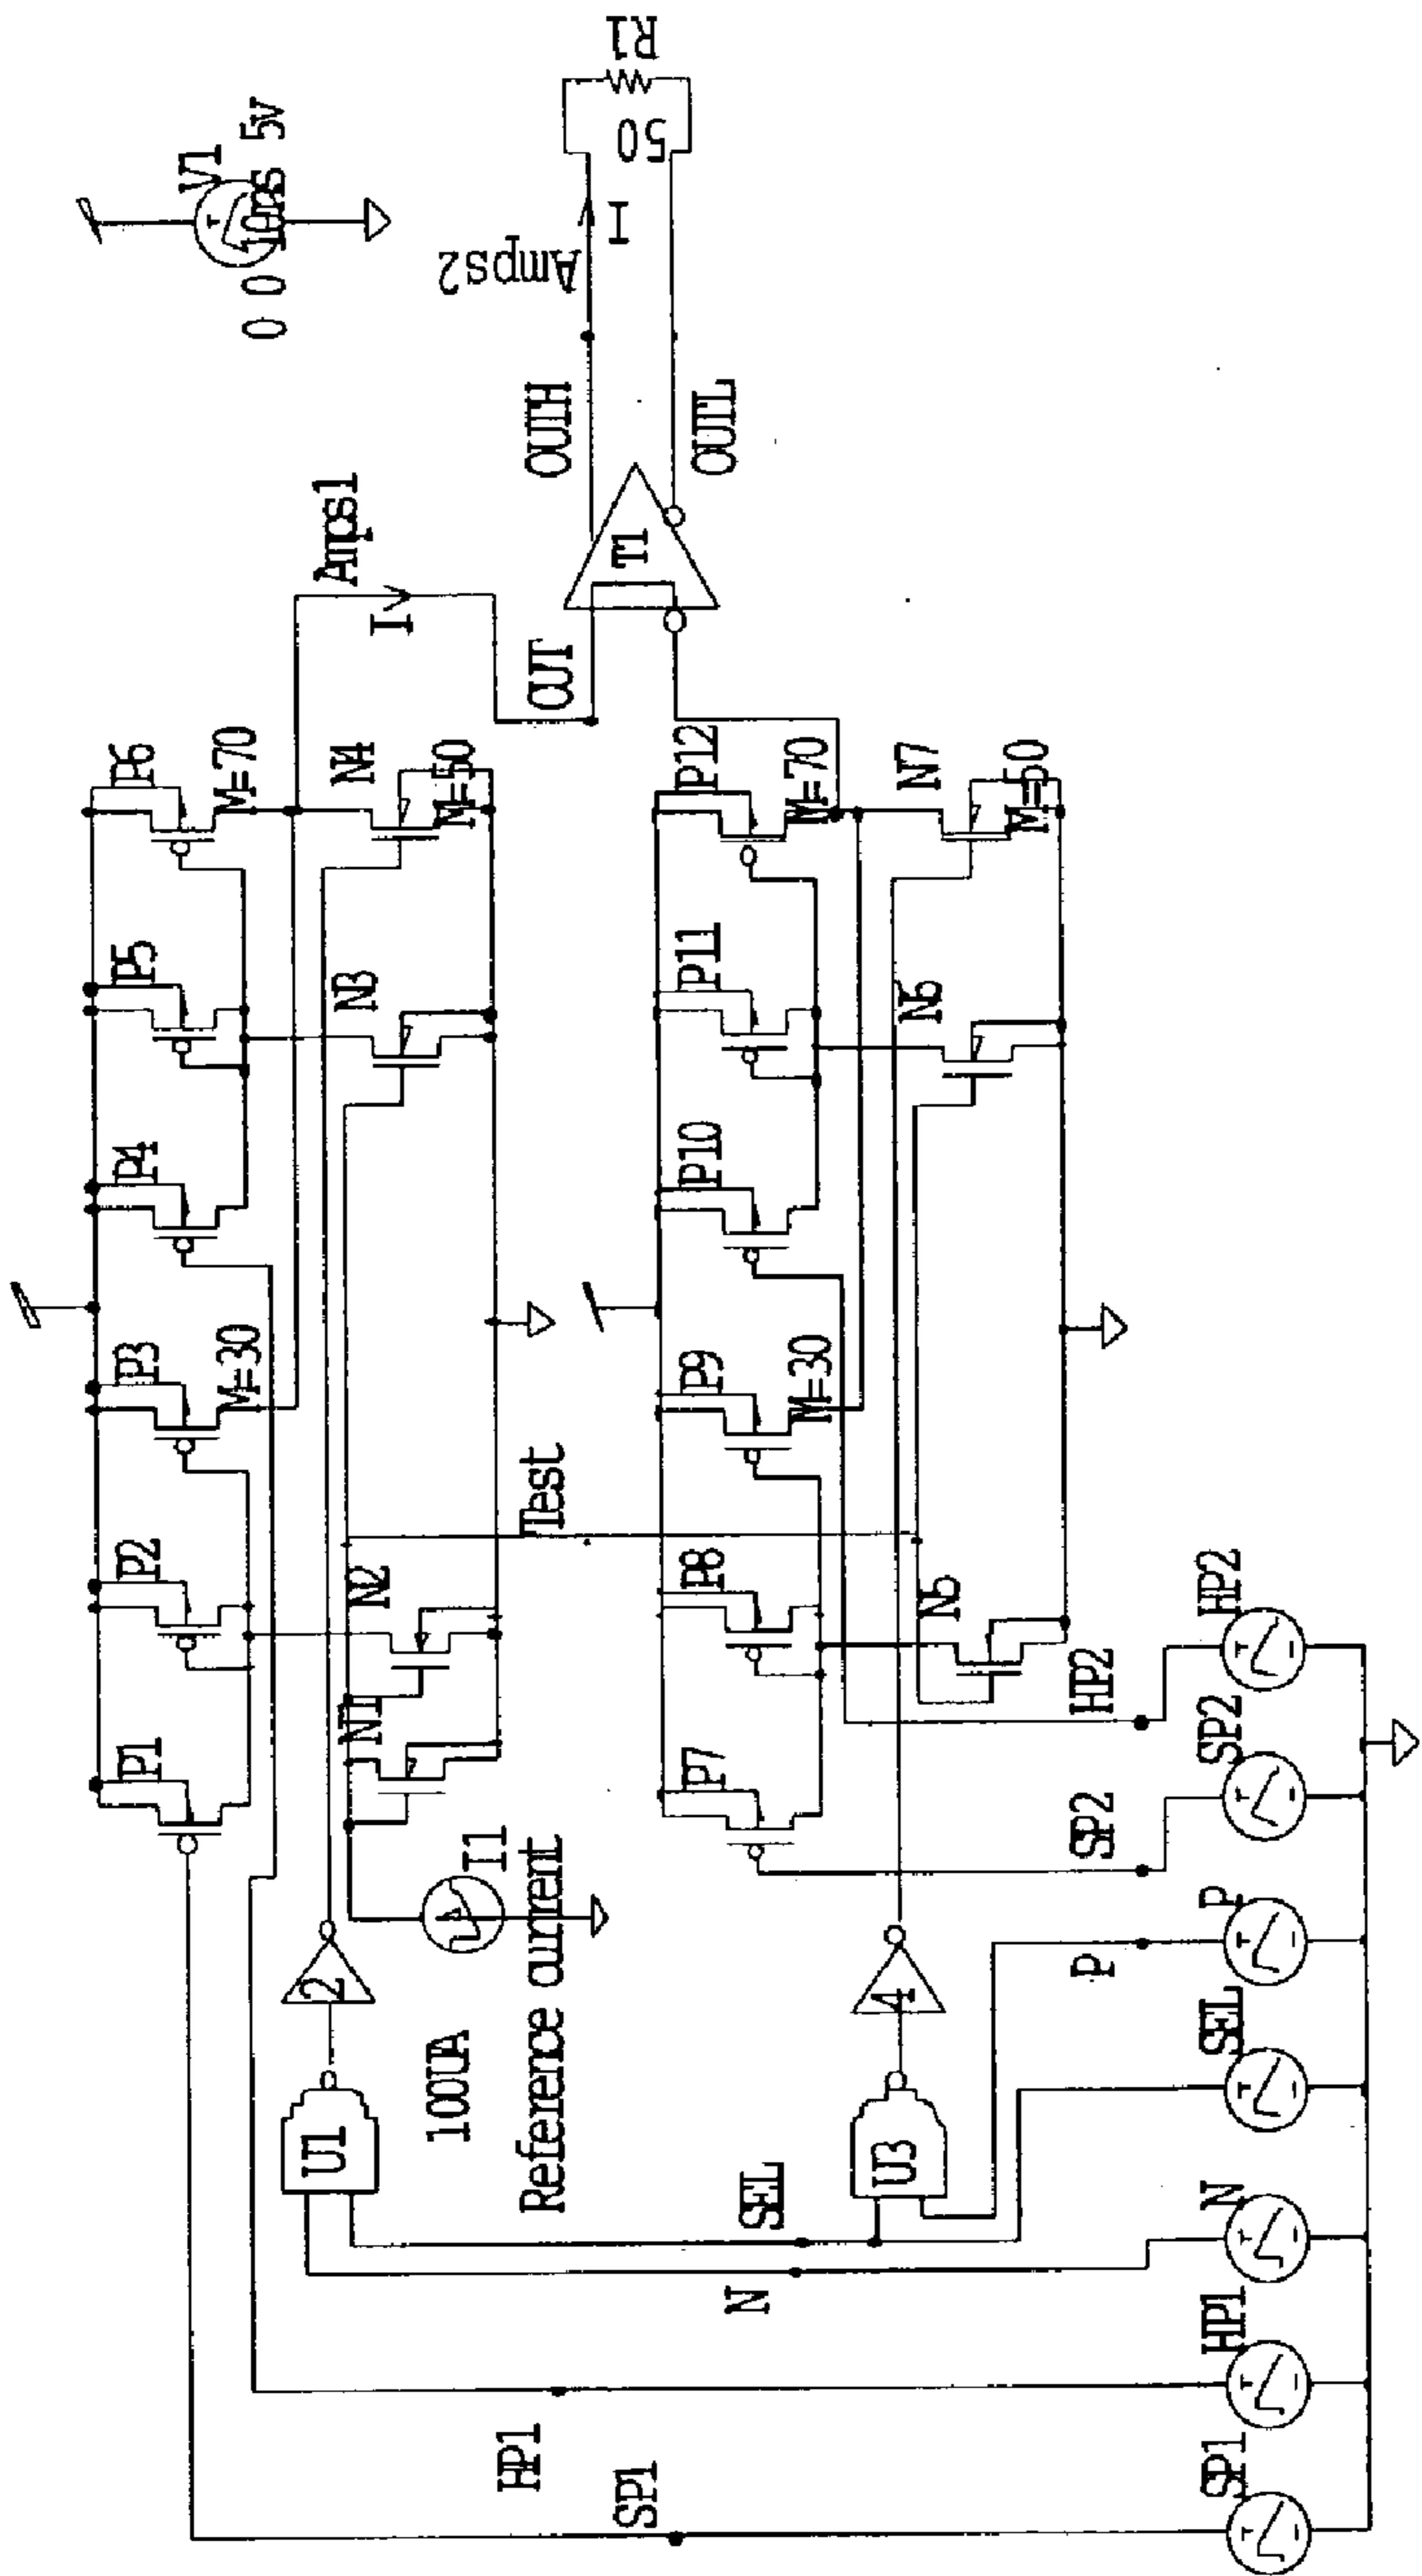 V1
0 0 10ns 5v
R1
50
I
Amps2
OUTH
OUTL
Amps1
I
OUT
T1
P1
P2
P3
M=30
P4
P5
P6
M=70
N1
N2
N3
N4
M=50
2
U1
I1
100UA
Reference current
Test
P7
P8
P9
M=30
P10
P11
P12
M=70
N5
N6
N7
M=50
4
U3
SEL
N
HP1
SP1
P
SP2
HP2
SP1
HP1
N
SEL
P
SP2
HP2